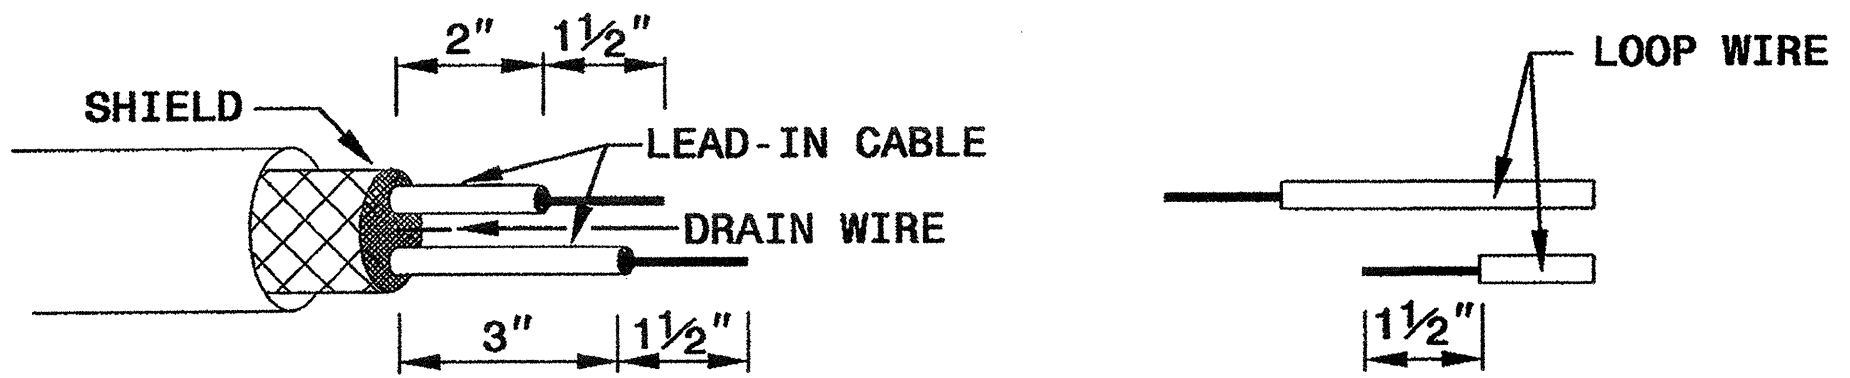 2" 1½"
SHIELD
LEAD-IN CABLE
DRAIN WIRE
3" 1½"
LOOP WIRE
1½"